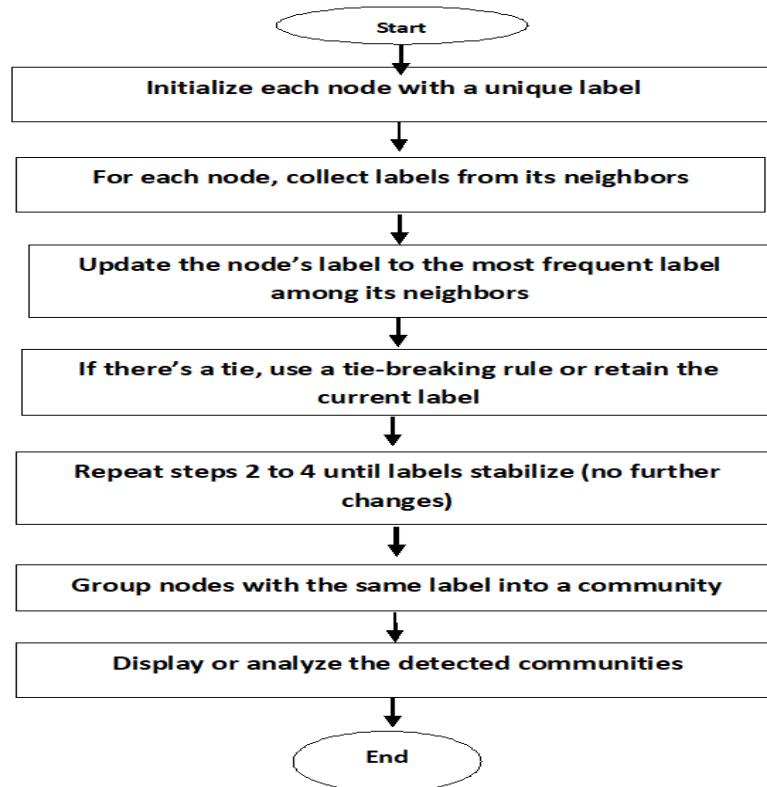 Start
Initialize each node with a unique label
For each node, collect labels from its neighbors
Update the node’s label to the most frequent label
among its neighbors
If there’s a tie, use a tie-breaking rule or retain the
current label
Repeat steps 2 to 4 until labels stabilize (no further
changes)
Group nodes with the same label into a community
Display or analyze the detected communities
End